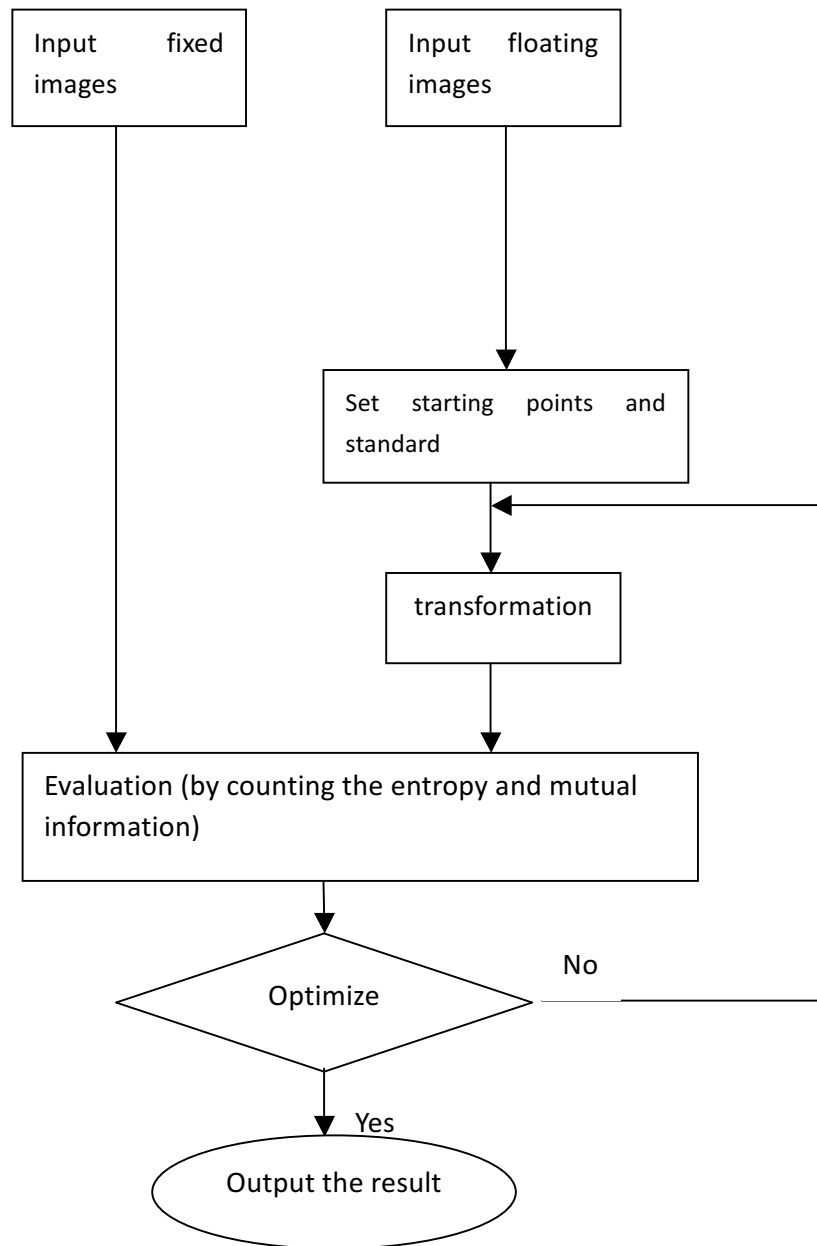 Input fixed
images
Input floating
images
Set starting points and
standard
transformation
Evaluation (by counting the entropy and mutual
information)
Optimize
No
Yes
Output the result